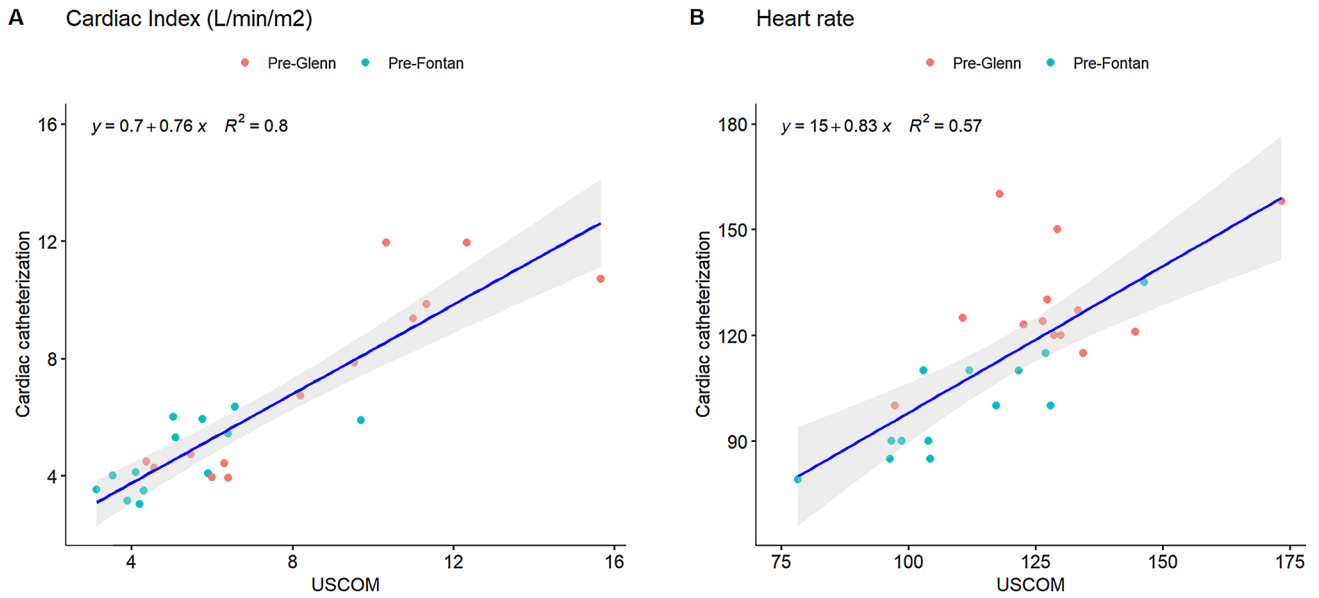 A Cardiac Index (L/min/m2)
Pre-Glenn Pre-Fontan
y = 0.7 + 0.76 x R² = 0.8
16
12
8
4
Cardiac catheterization
4 8 12 16
USCOM
B Heart rate
Pre-Glenn Pre-Fontan
y = 15 + 0.83 x R² = 0.57
180
150
120
90
Cardiac catheterization
75 100 125 150 175
USCOM